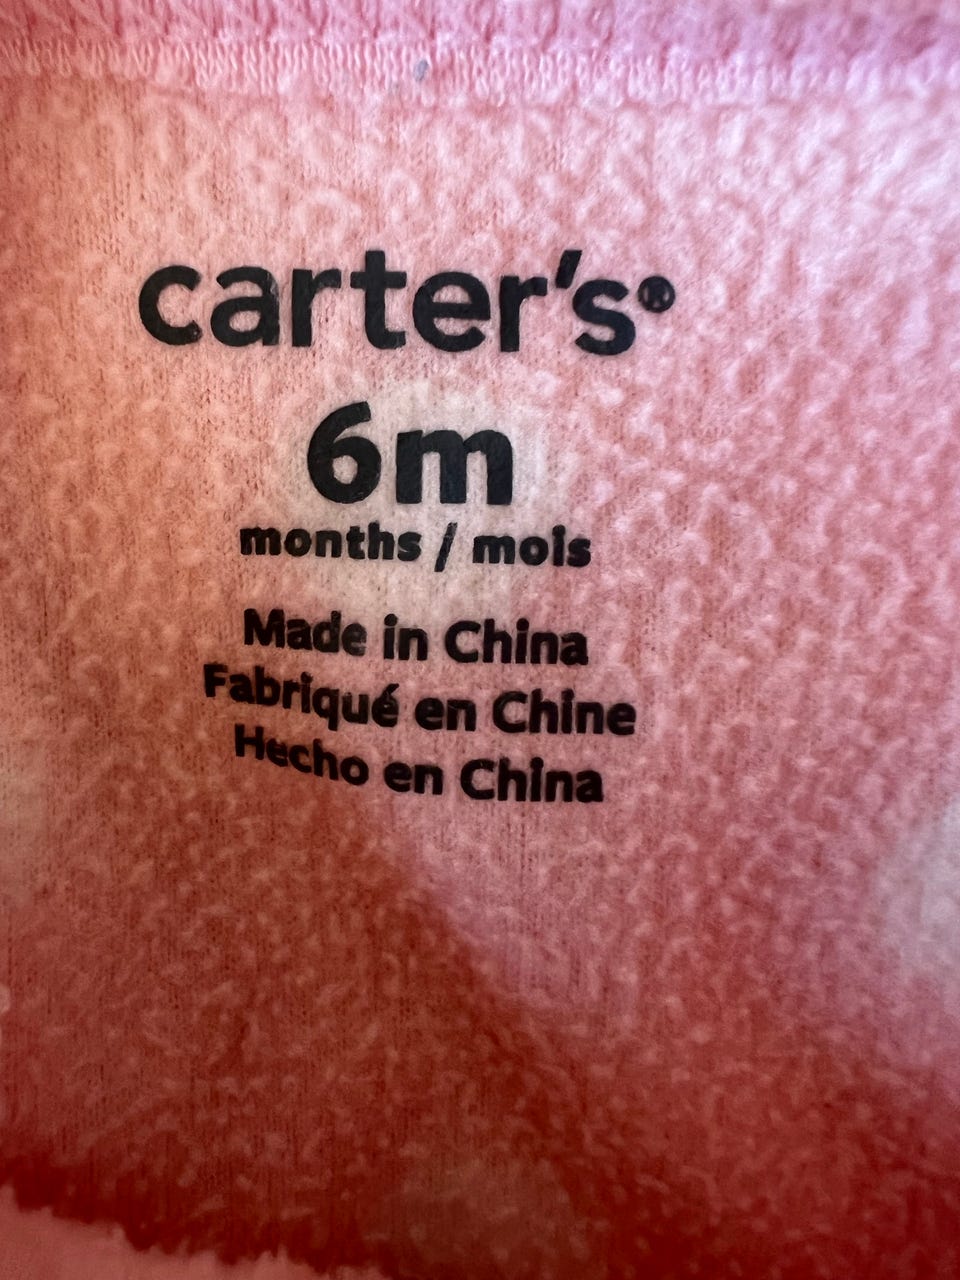 carter's®
6m
months / mois
Made in China
Fabriqué en Chine
Hecho en China